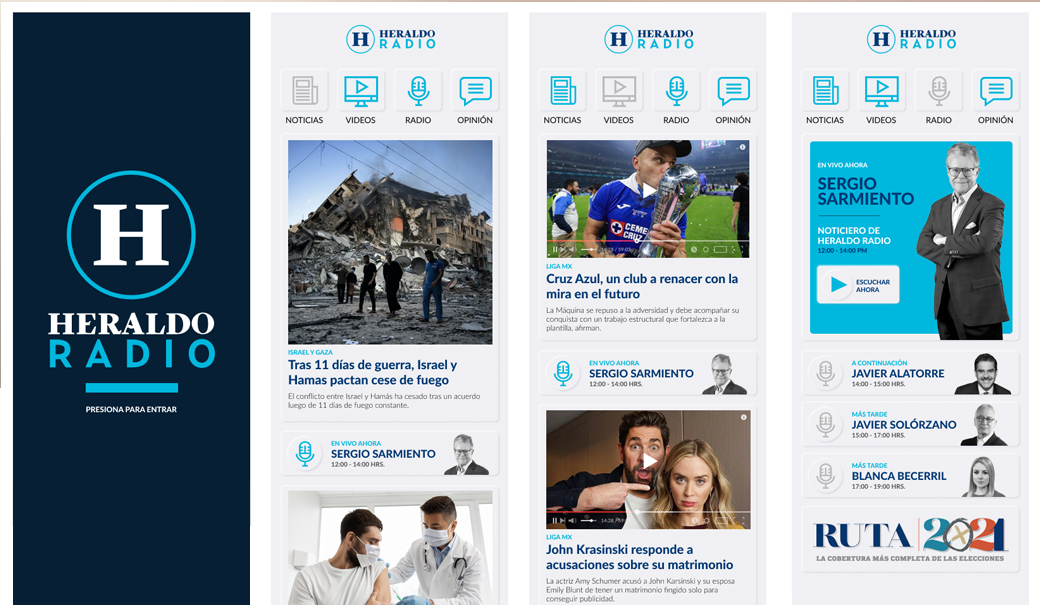 H
HERALDO
RADIO
PRESIONA PARA ENTRAR
H HERALDO
RADIO
NOTICIAS VIDEOS RADIO OPINIÓN
ISRAEL Y GAZA
Tras 11 días de guerra, Israel y
Hamas pactan cese de fuego
El conflicto entre Israel y Hamás ha cesado tras un acuerdo
luego de 11 días de fuego constante.
EN VIVO AHORA
SERGIO SARMIENTO
12:00 - 14:00 HRS.
H HERALDO
RADIO
NOTICIAS VIDEOS RADIO OPINIÓN
CEME
CRUZ
LIGA MX
Cruz Azul, un club a renacer con la
mira en el futuro
La Máquina se repuso a la adversidad y debe acompañar su
conquista con un trabajo estructural que fortalezca a la
plantilla, afirman.
EN VIVO AHORA
SERGIO SARMIENTO
12:00 - 14:00 HRS.
LIGA MX
John Krasinski responde a
acusaciones sobre su matrimonio
La actriz Amy Schumer acusó a John Karsinski y su esposa
Emily Blunt de tener un matrimonio fingido solo para
conseguir publicidad.
H HERALDO
RADIO
NOTICIAS VIDEOS RADIO OPINIÓN
EN VIVO AHORA
SERGIO
SARMIENTO
NOTICIERO DE
HERALDO RADIO
12:00 - 14:00 PM
ESCUCHAR
AHORA
A CONTINUACIÓN
JAVIER ALATORRE
14:00 - 15:00 HRS.
MÁS TARDE
JAVIER SOLÓRZANO
15:00 - 17:00 HRS.
MÁS TARDE
BLANCA BECERRIL
17:00 - 19:00 HRS.
RUTA 2021
LA COBERTURA MÁS COMPLETA DE LAS ELECCIONES